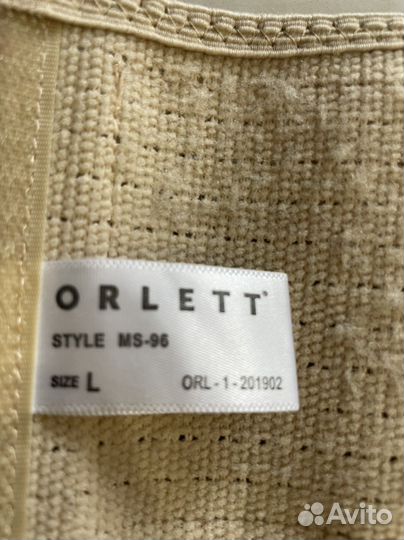 ORLETT
STYLE MS-96
SIZE L ORL - 1 - 201902
Avito